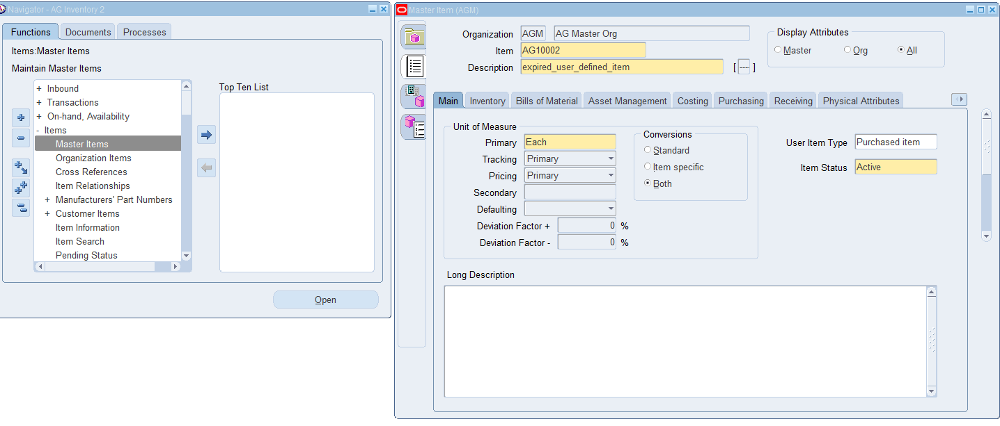 Navigator - AG Inventory 2
Functions Documents Processes
Items:Master Items
Maintain Master Items
+ Inbound
+ Transactions
+ On-hand, Availability
- Items
Master Items
Organization Items
Cross References
Item Relationships
+ Manufacturers' Part Numbers
+ Customer Items
Item Information
Item Search
Pending Status
Top Ten List
Open
Master Item (AGM)
Organization AGM AG Master Org
Item AG10002
Description expired_user_defined_item [ ---- ]
Display Attributes
Master Org All
Main Inventory Bills of Material Asset Management Costing Purchasing Receiving Physical Attributes
Unit of Measure
Primary Each
Tracking Primary
Pricing Primary
Secondary
Defaulting
Deviation Factor + 0 %
Deviation Factor - 0 %
Conversions
Standard
Item specific
Both
User Item Type Purchased item
Item Status Active
Long Description